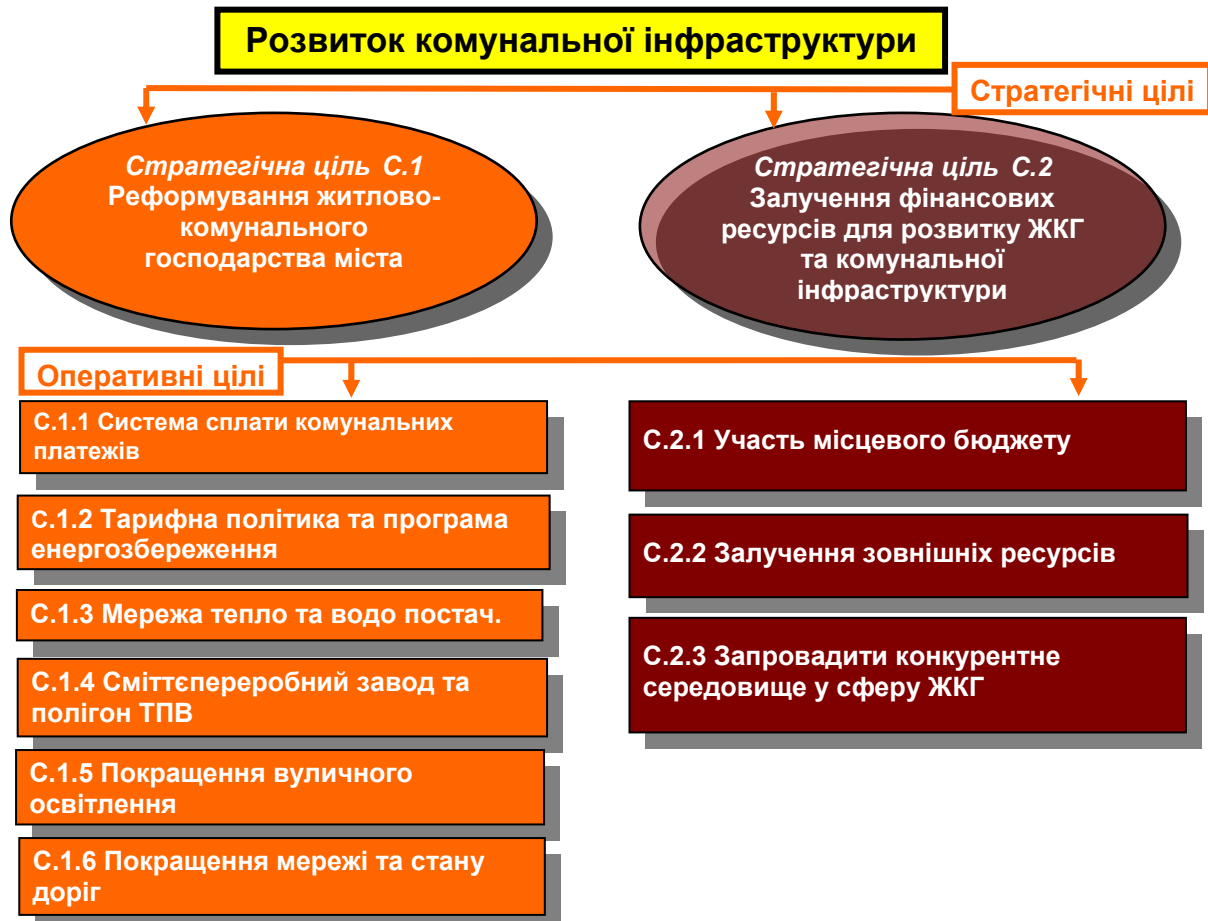 Розвиток комунальної інфраструктури
Стратегічні цілі
Стратегічна ціль С.1
Реформування житлово-
комунального
господарства міста
Стратегічна ціль С.2
Залучення фінансових
ресурсів для розвитку ЖКГ
та комунальної
інфраструктури
Оперативні цілі
С.1.1 Система сплати комунальних
платежів
С.1.2 Тарифна політика та програма
енергозбереження
С.1.3 Мережа тепло та водо постач.
С.1.4 Сміттєпереробний завод та
полігон ТПВ
С.1.5 Покращення вуличного
освітлення
С.1.6 Покращення мережі та стану
доріг
С.2.1 Участь місцевого бюджету
С.2.2 Залучення зовнішніх ресурсів
С.2.3 Запровадити конкурентне
середовище у сферу ЖКГ